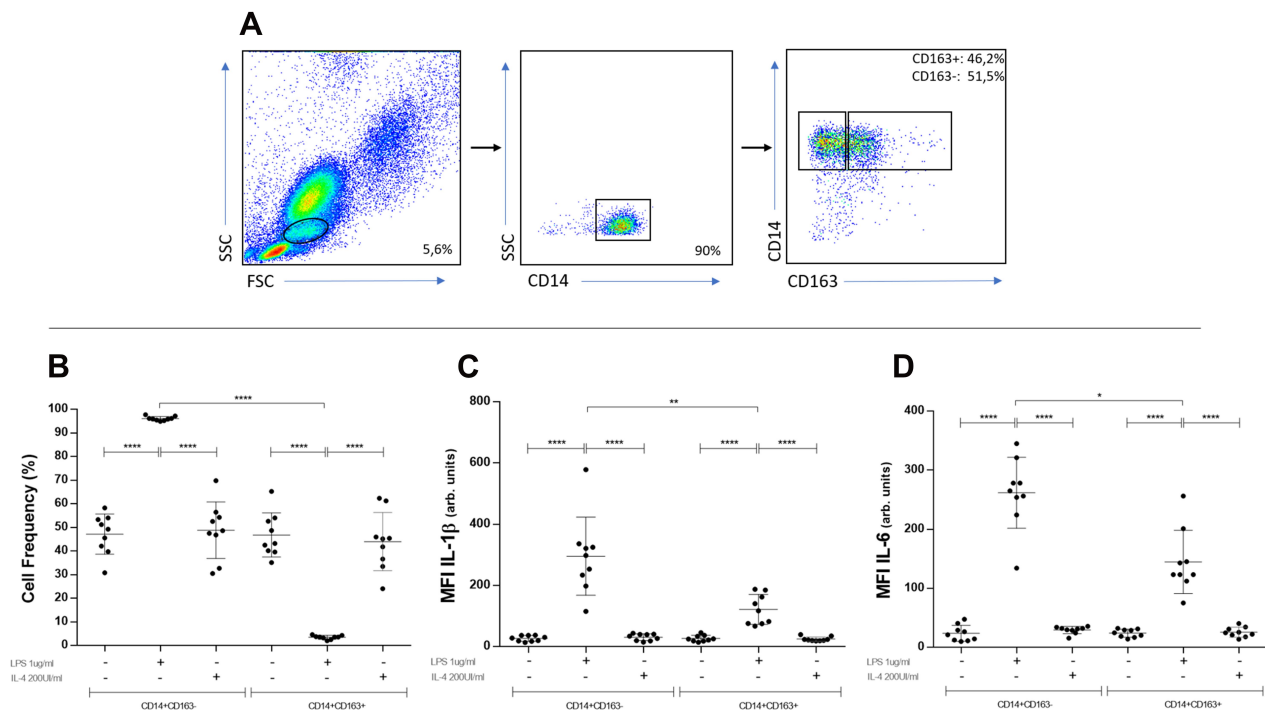 A
SSC
FSC
5,6%
SSC
CD14
90%
CD14
CD163
CD163+: 46,2%
CD163-: 51,5%
B
Cell Frequency (%)
100
90
80
70
60
50
40
30
20
10
0
****
**** **** **** ****
LPS 1ug/ml - + - - + -
IL-4 200UI/ml - - + - - +
CD14+CD163- CD14+CD163+
C
MFI IL-1β (arb. units)
800
600
400
200
0
**
**** **** **** ****
LPS 1ug/ml - + - - + -
IL-4 200UI/ml - - + - - +
CD14+CD163- CD14+CD163+
D
MFI IL-6 (arb. units)
400
300
200
100
0
*
**** **** **** ****
LPS 1ug/ml - + - - + -
IL-4 200UI/ml - - + - - +
CD14+CD163- CD14+CD163+